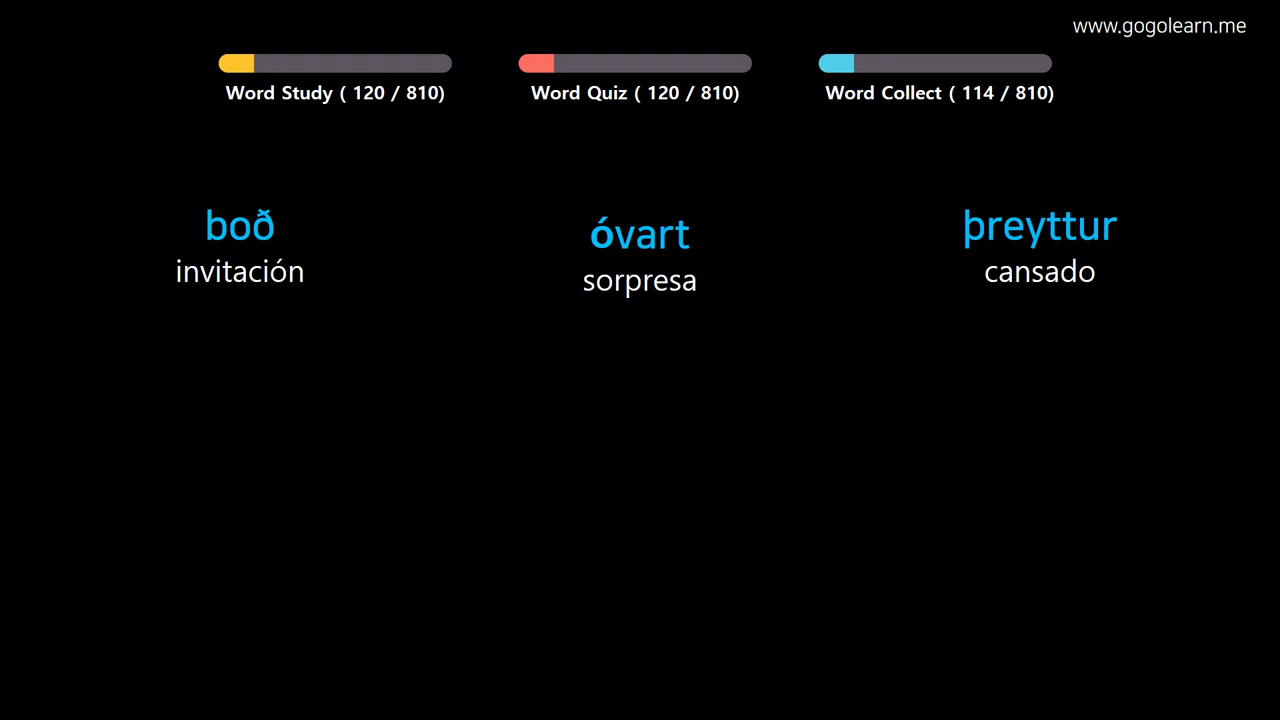 www.gogolearn.me
Word Study ( 120 / 810)
Word Quiz ( 120 / 810)
Word Collect ( 114 / 810)
boð
invitación
óvart
sorpresa
þreyttur
cansado